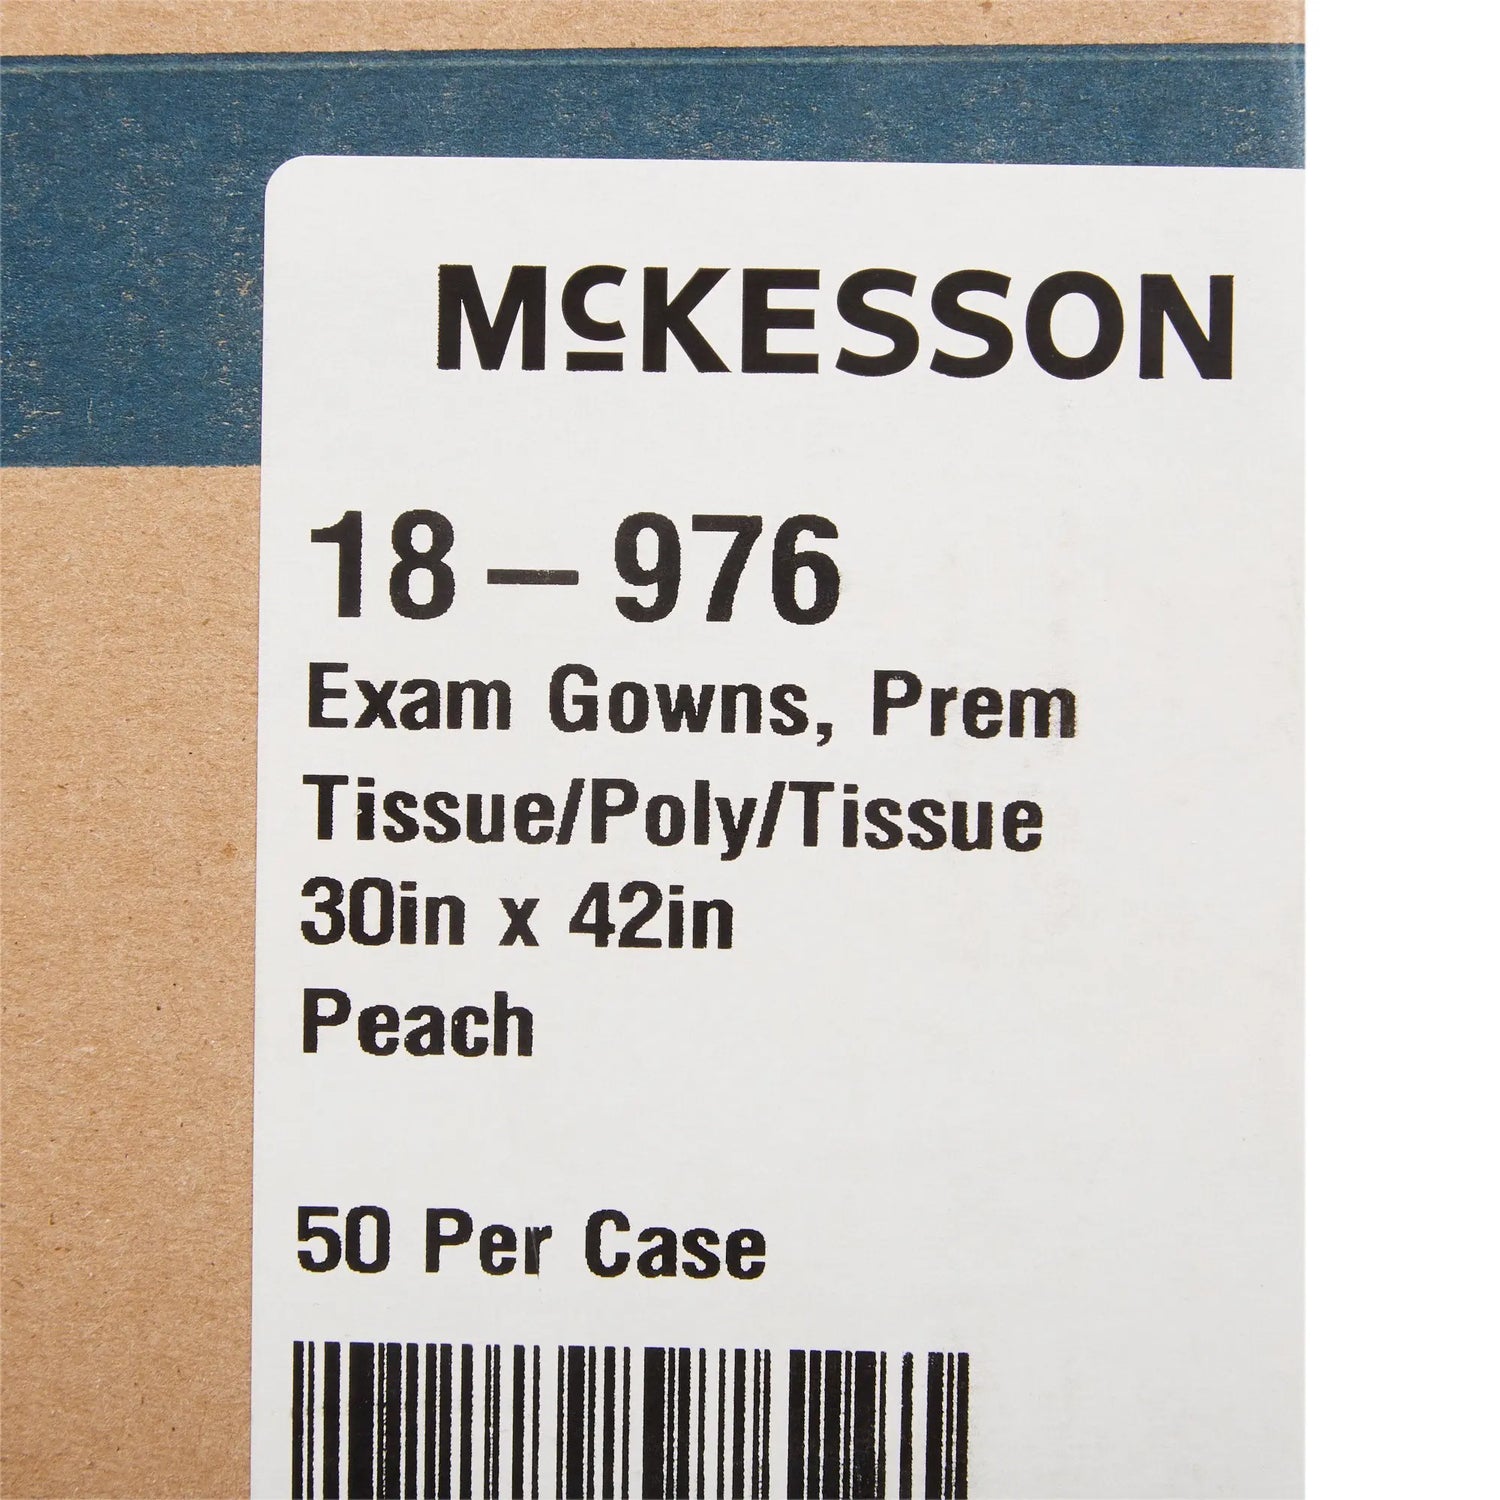 McKESSON
18-976
Exam Gowns, Prem
Tissue/Poly/Tissue
30in x 42in
Peach
50 Per Case